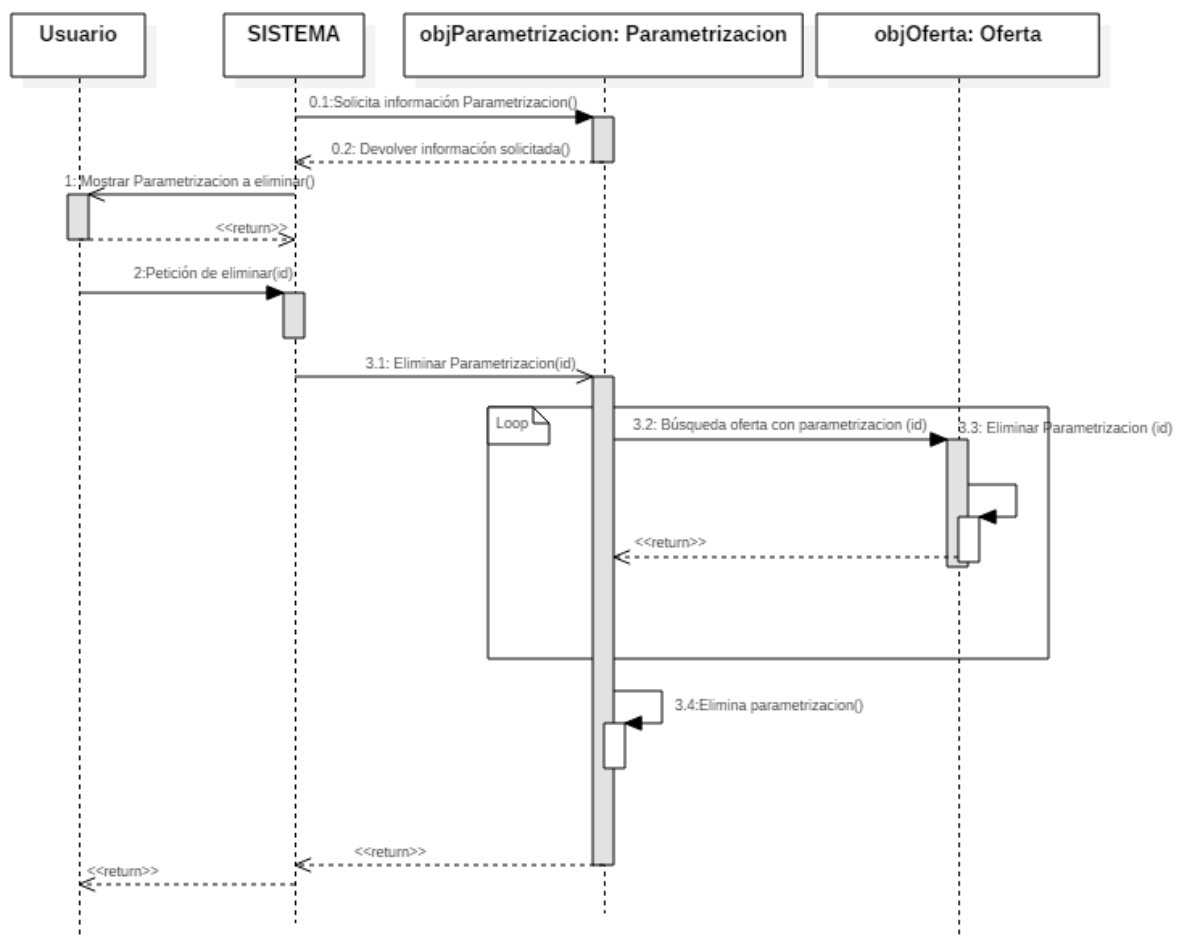 Usuario
SISTEMA
objParametrizacion: Parametrizacion
objOferta: Oferta
0.1:Solicita información Parametrizacion()
0.2: Devolver información solicitada()
1: Mostrar Parametrizacion a eliminar()
<<return>>
2:Petición de eliminar(id)
3.1: Eliminar Parametrizacion(id)
Loop
3.2: Búsqueda oferta con parametrizacion (id)
3.3: Eliminar Parametrizacion (id)
<<return>>
3.4:Elimina parametrizacion()
<<return>>
<<return>>